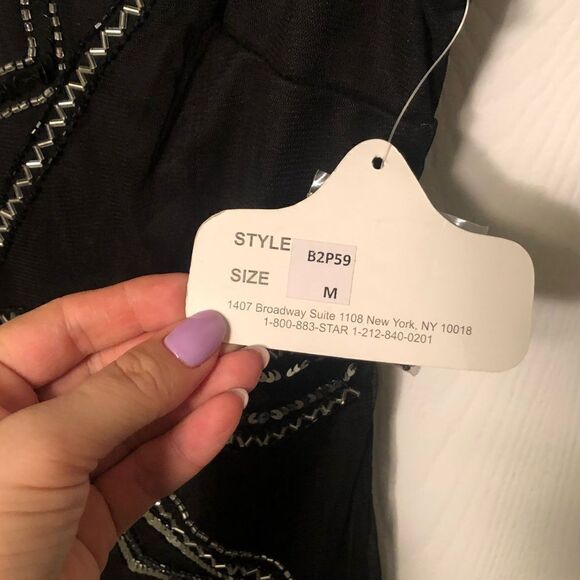 STYLE B2P59
SIZE M
1407 Broadway Suite 1108 New York, NY 10018
1-800-883-STAR 1-212-840-0201